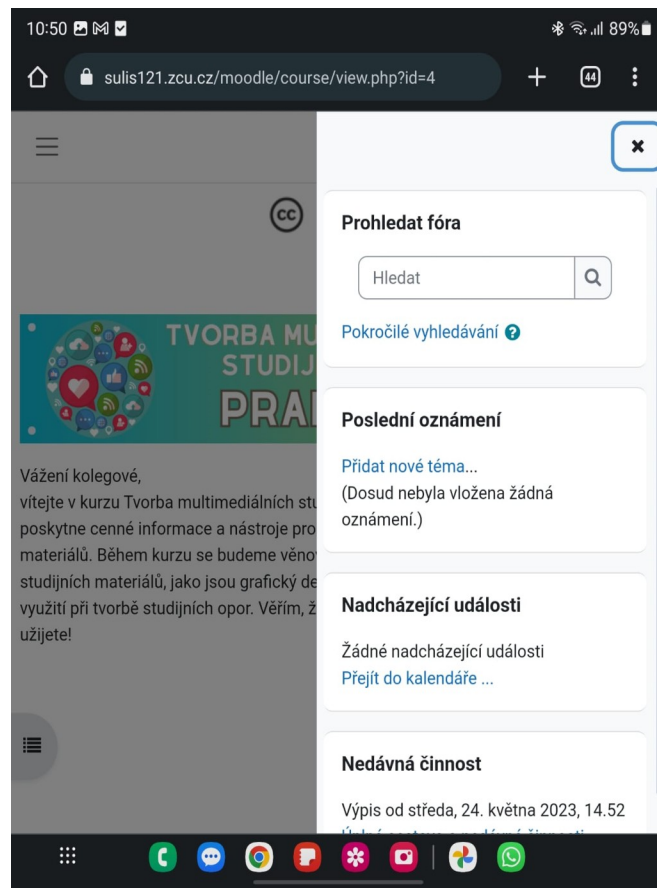 10:50
89%
sulis121.zcu.cz/moodle/course/view.php?id=4
44
cc
TVORBA MU
STUDIJ
PRA
Vážení kolegové,
vítejte v kurzu Tvorba multimediálních stu
poskytne cenné informace a nástroje pro
materiálů. Během kurzu se budeme věno
studijních materiálů, jako jsou grafický de
využití při tvorbě studijních opor. Věřím, ž
užijete!
Prohledat fóra
Hledat
Pokročilé vyhledávání
Poslední oznámení
Přidat nové téma...
(Dosud nebyla vložena žádná
oznámení.)
Nadcházející události
Žádné nadcházející události
Přejít do kalendáře ...
Nedávná činnost
Výpis od středa, 24. května 2023, 14.52